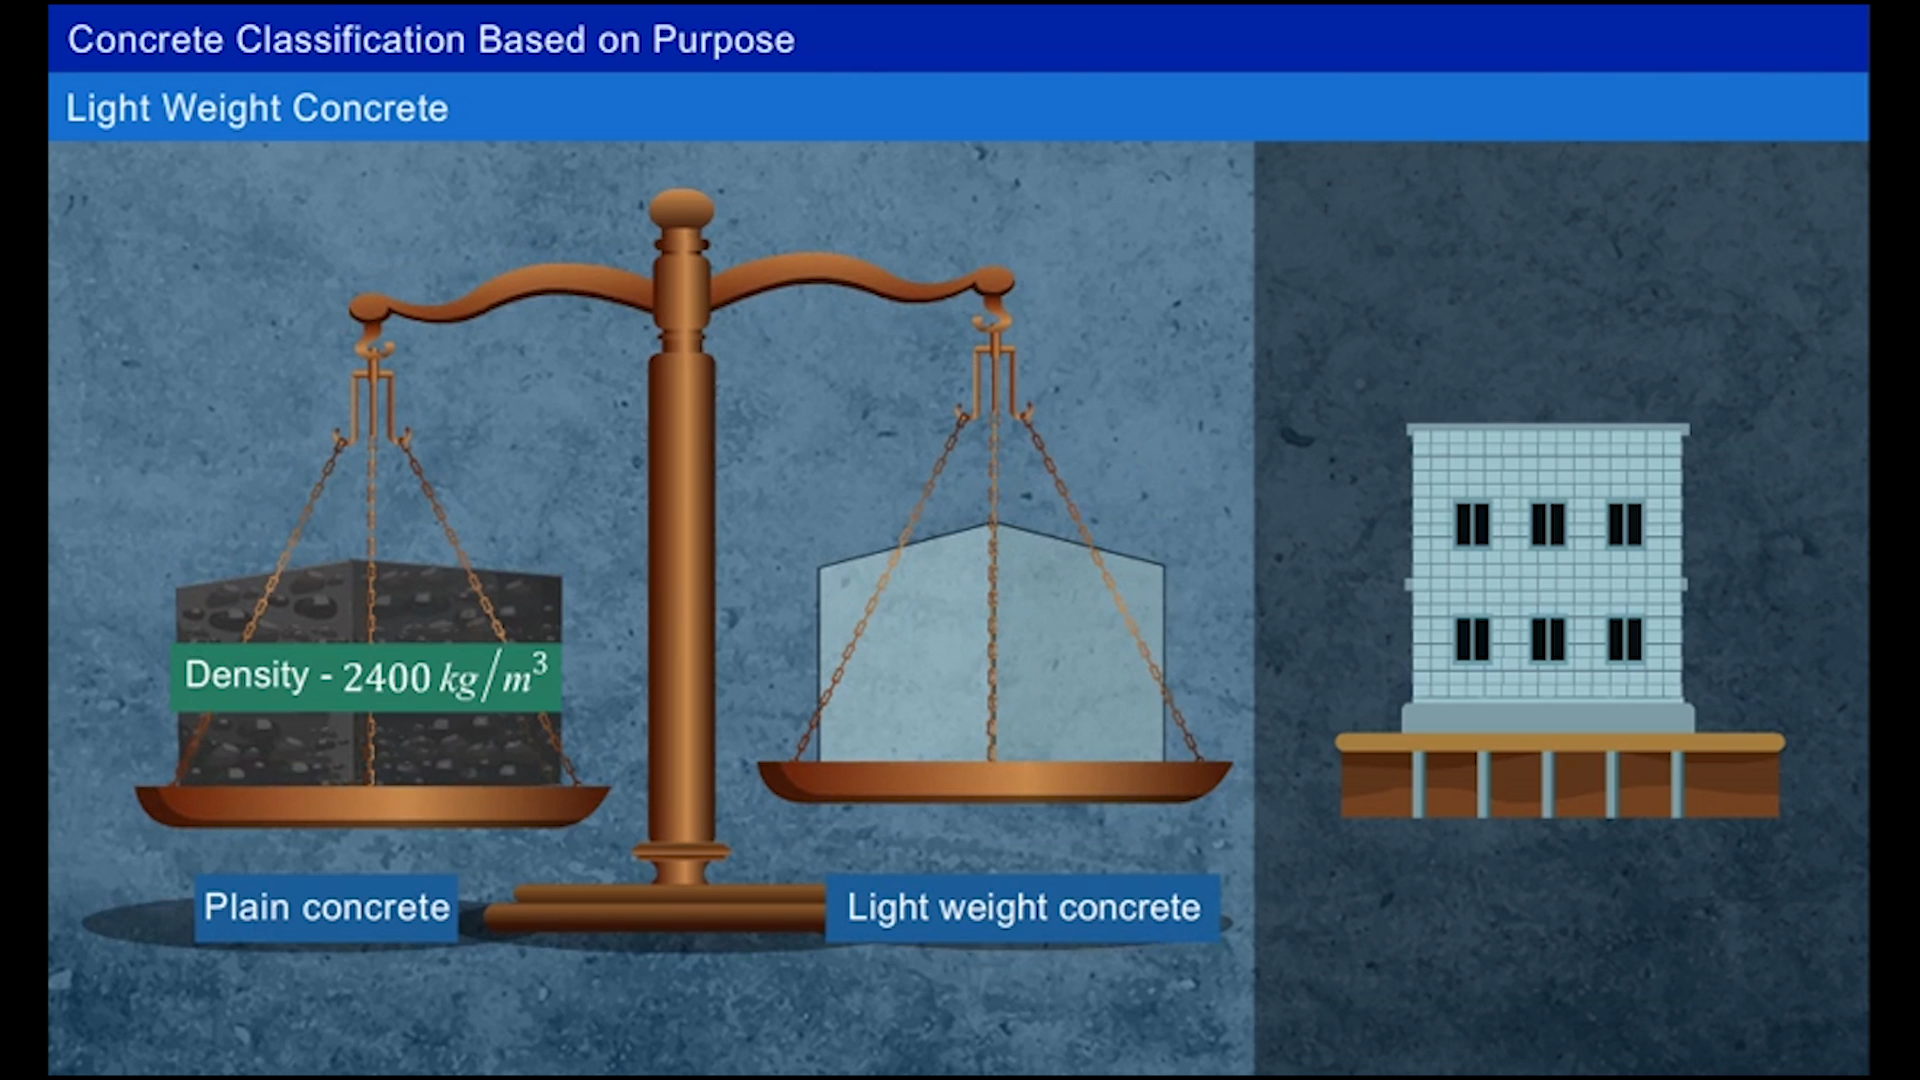 Concrete Classification Based on Purpose
Light Weight Concrete
Density - 2400 kg/m³
Plain concrete
Light weight concrete